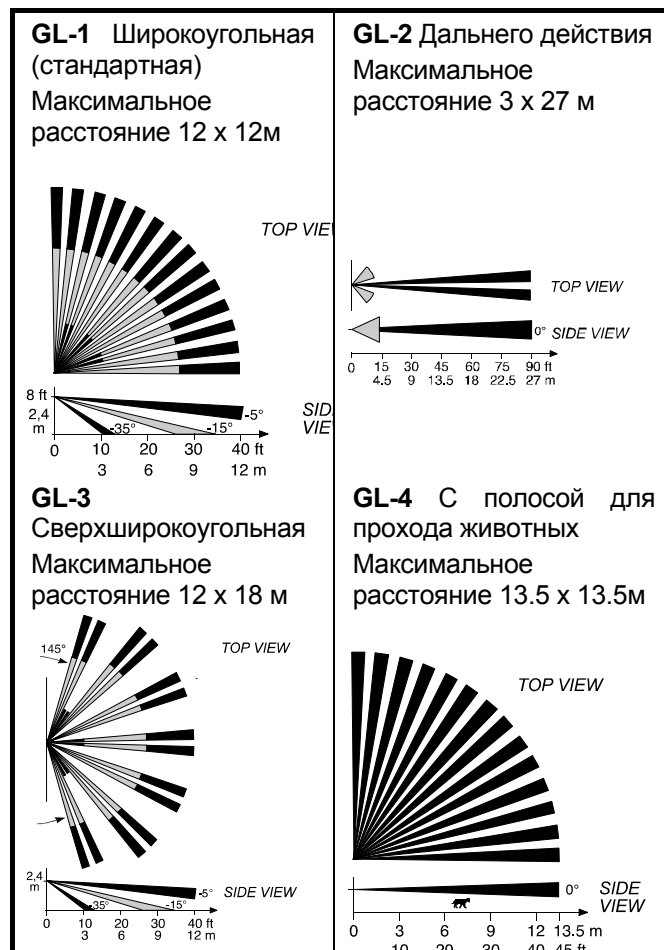 GL-1 Широкоугольная
(стандартная)
Максимальное
расстояние 12 x 12м
TOP VIEW
8 ft
2,4
m
-5°
-35°
-15°
SIDE
VIE
0 10 20 30 40 ft
3 6 9 12 m
GL-2 Дальнего действия
Максимальное
расстояние 3 x 27 м
TOP VIEW
0° SIDE VIEW
0 15 30 45 60 75 90 ft
4.5 9 13.5 18 22.5 27 m
GL-3
Сверхширокоугольная
Максимальное
расстояние 12 x 18 м
TOP VIEW
145°
2,4
m
-5° SIDE VIEW
-35°
-15°
0 10 20 30 40 ft
3 6 9 12 m
GL-4 С полосой для
прохода животных
Максимальное
расстояние 13.5 x 13.5м
TOP VIEW
0° SIDE
VIEW
0 3 6 9 12 13.5 m
10 20 30 40 45 ft